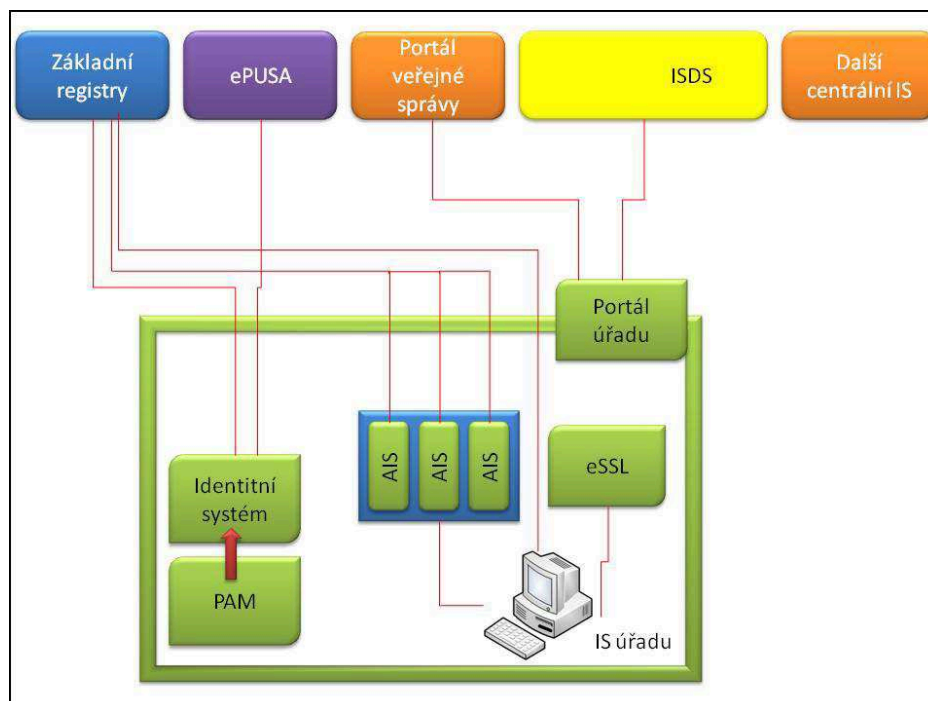 Základní
registry
ePUSA
Portál
veřejné
správy
ISDS
Další
centrální IS
Portál
úřadu
AIS
AIS
AIS
eSSL
Identitní
systém
PAM
IS úřadu